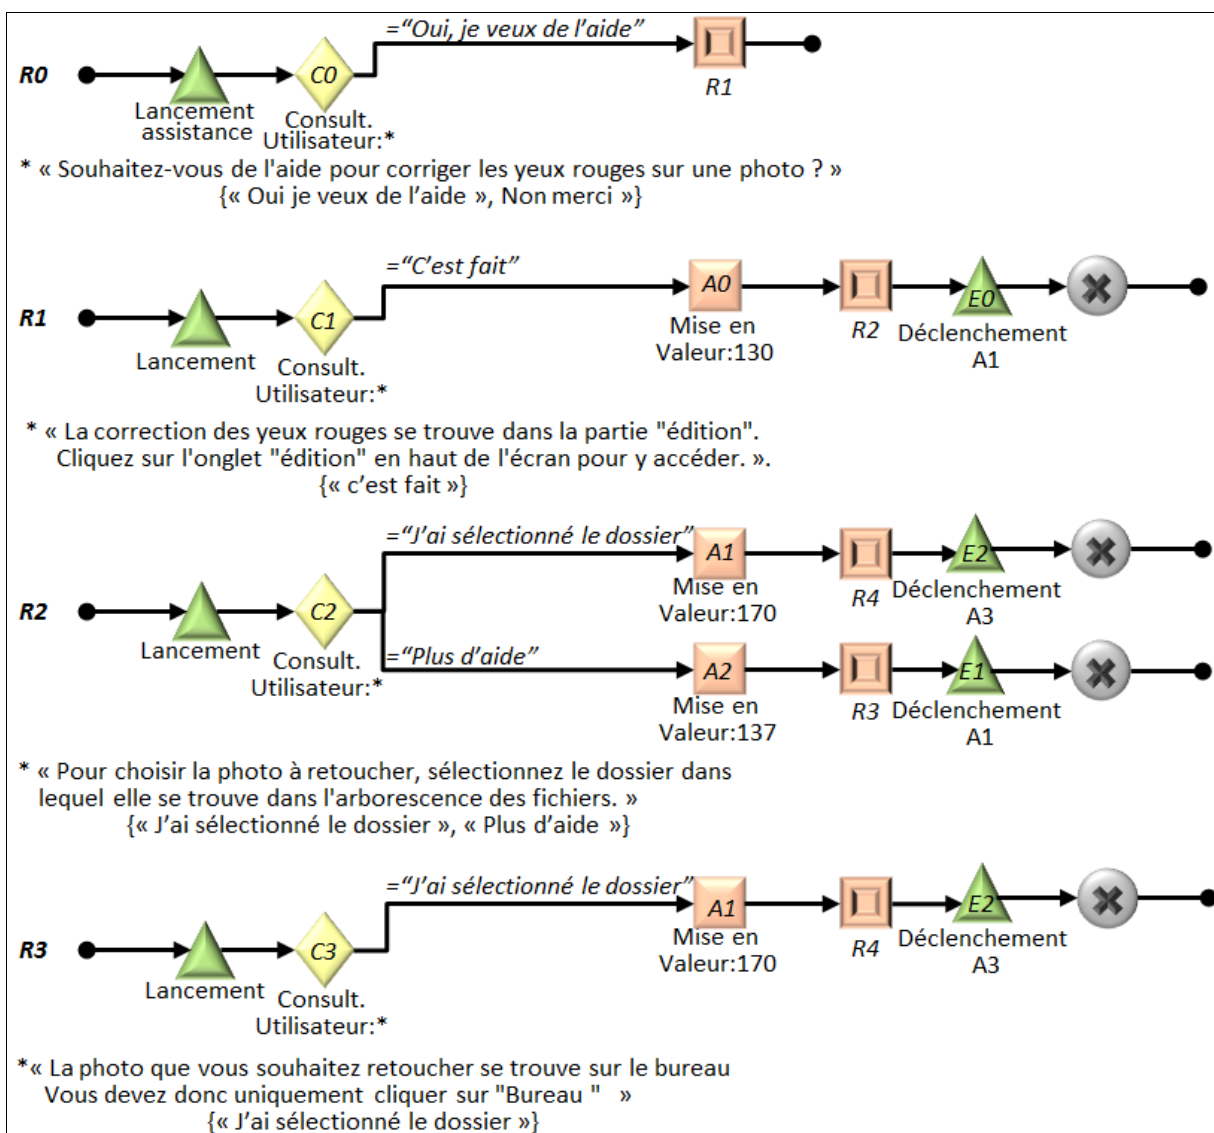 ="Oui, je veux de l'aide"
R0
C0
R1
Lancement
assistance
Consult.
Utilisateur:*
* « Souhaitez-vous de l'aide pour corriger les yeux rouges sur une photo ? »
{« Oui je veux de l'aide », Non merci »}
="C'est fait"
R1
C1
A0
E0
Lancement
Consult.
Utilisateur:*
Mise en
Valeur:130
R2
Déclenchement
A1
* « La correction des yeux rouges se trouve dans la partie "édition".
Cliquez sur l'onglet "édition" en haut de l'écran pour y accéder. ».
{« c'est fait »}
="J'ai sélectionné le dossier"
A1
E2
Mise en
Valeur:170
R4
Déclenchement
A3
R2
C2
Lancement
Consult.
Utilisateur:*
="Plus d'aide"
A2
E1
Mise en
Valeur:137
R3
Déclenchement
A1
* « Pour choisir la photo à retoucher, sélectionnez le dossier dans
lequel elle se trouve dans l'arborescence des fichiers. »
{« J'ai sélectionné le dossier », « Plus d'aide »}
="J'ai sélectionné le dossier"
A1
E2
Mise en
Valeur:170
R4
Déclenchement
A3
R3
C3
Lancement
Consult.
Utilisateur:*
*« La photo que vous souhaitez retoucher se trouve sur le bureau
Vous devez donc uniquement cliquer sur "Bureau " »
{« J'ai sélectionné le dossier »}